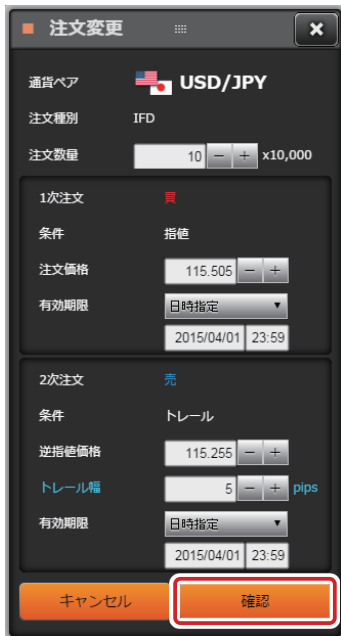 注文変更
通貨ペア USD/JPY
注文種別 IFD
注文数量 10 − + x10,000
1次注文 買
条件 指値
注文価格 115.505 − +
有効期限 日時指定
2015/04/01 23:59
2次注文 売
条件 トレール
逆指値価格 115.255 − +
トレール幅 5 − + pips
有効期限 日時指定
2015/04/01 23:59
キャンセル 確認